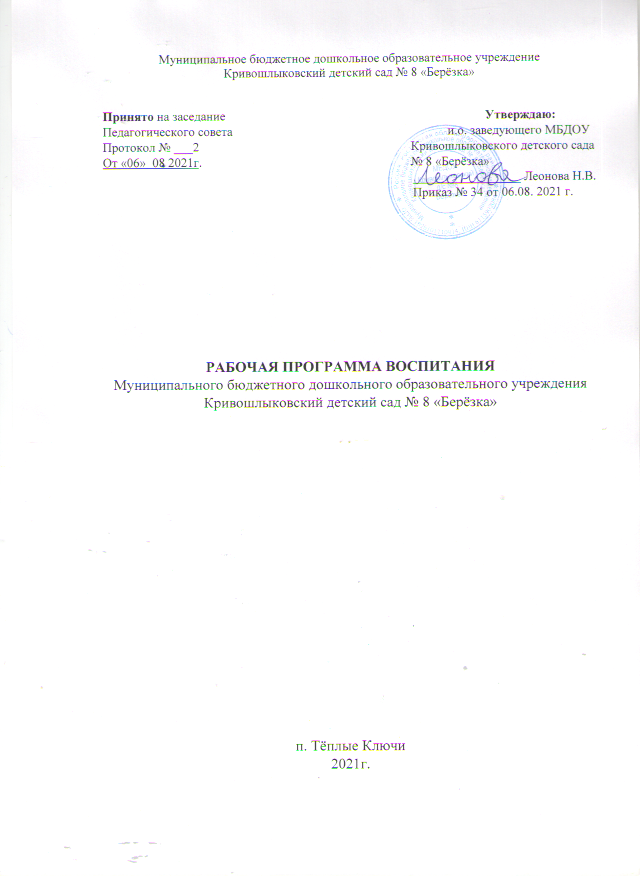 Муниципальное бюджетное дошкольное образовательное учреждение
Кривошлыковский детский сад № 8 «Берёзка»
Принято на заседание
Педагогического совета
Протокол № ___2
От «06»  08 2021г.
Утверждаю:
и.о. заведующего МБДОУ
Кривошлыковского детского сада
№ 8 «Берёзка»
Леонова Леонова Н.В.
Приказ № 34 от 06.08. 2021 г.
РАБОЧАЯ ПРОГРАММА ВОСПИТАНИЯ
Муниципального бюджетного дошкольного образовательного учреждения
Кривошлыковский детский сад № 8 «Берёзка»
п. Тёплые Ключи
2021г.